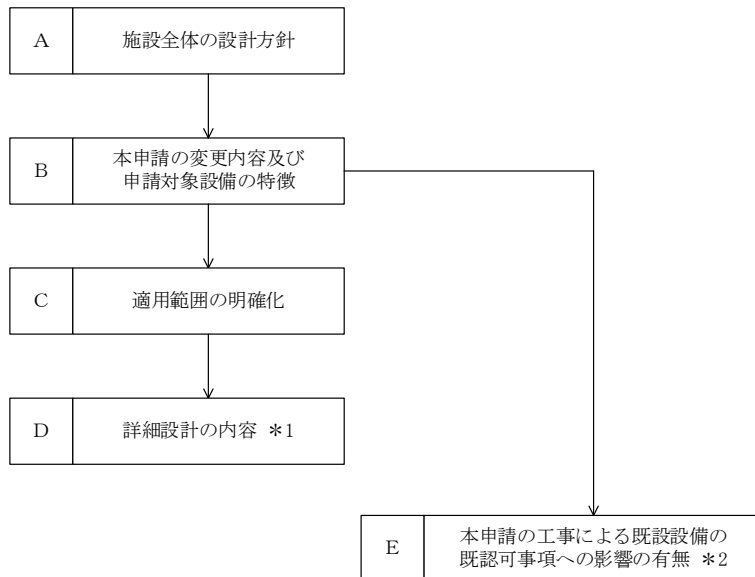 A
施設全体の設計方針
B
本申請の変更内容及び
申請対象設備の特徴
C
適用範囲の明確化
D
詳細設計の内容 *1
E
本申請の工事による既設設備の
既認可事項への影響の有無 *2